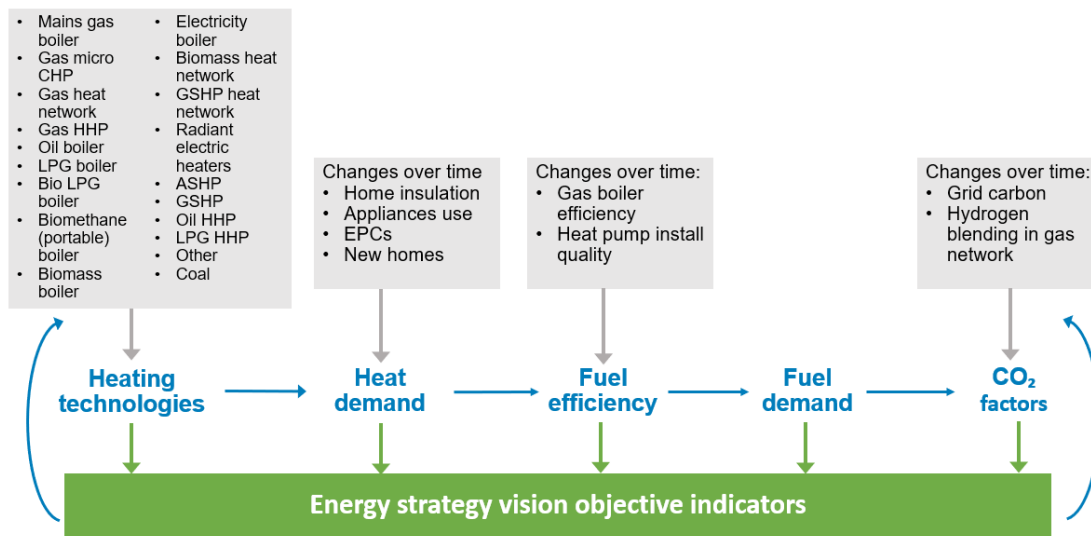 • Mains gas
boiler
• Gas micro
CHP
• Gas heat
network
• Gas HHP
• Oil boiler
• LPG boiler
• Bio LPG
boiler
• Biomethane
(portable)
boiler
• Biomass
boiler
• Electricity
boiler
• Biomass heat
network
• GSHP heat
network
• Radiant
electric
heaters
• ASHP
• GSHP
• Oil HHP
• LPG HHP
• Other
• Coal
Changes over time
• Home insulation
• Appliances use
• EPCs
• New homes
Changes over time:
• Gas boiler
efficiency
• Heat pump install
quality
Changes over time:
• Grid carbon
• Hydrogen
blending in gas
network
Heating
technologies
Heat
demand
Fuel
efficiency
Fuel
demand
CO₂
factors
Energy strategy vision objective indicators